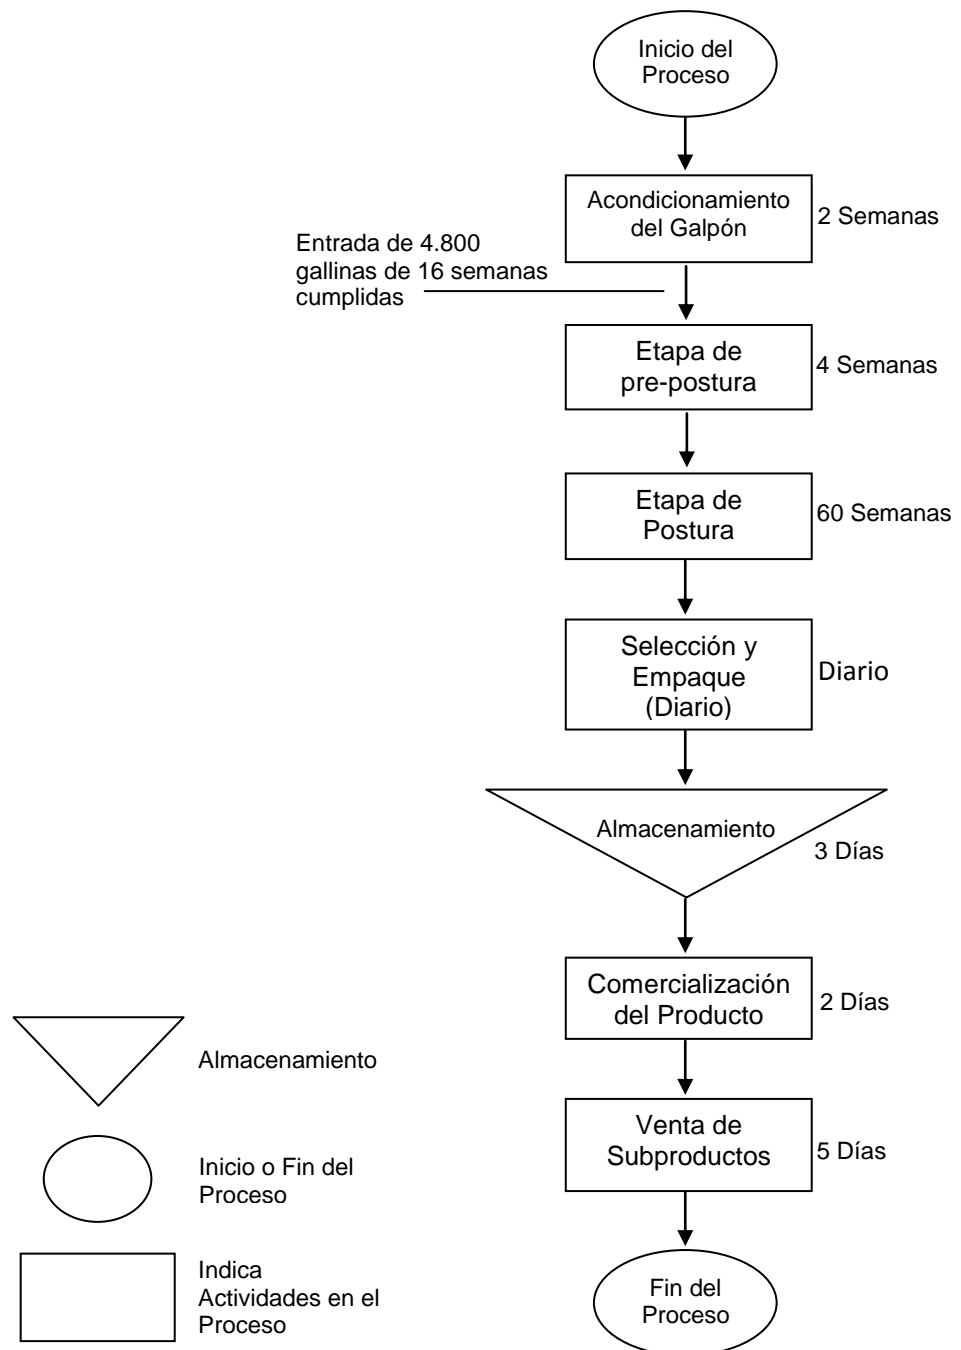 Inicio del
Proceso
Acondicionamiento
del Galpón
2 Semanas
Entrada de 4.800
gallinas de 16 semanas
cumplidas
Etapa de
pre-postura
4 Semanas
Etapa de
Postura
60 Semanas
Selección y
Empaque
(Diario)
Diario
Almacenamiento
3 Días
Comercialización
del Producto
2 Días
Almacenamiento
Venta de
Subproductos
5 Días
Inicio o Fin del
Proceso
Indica
Actividades en el
Proceso
Fin del
Proceso